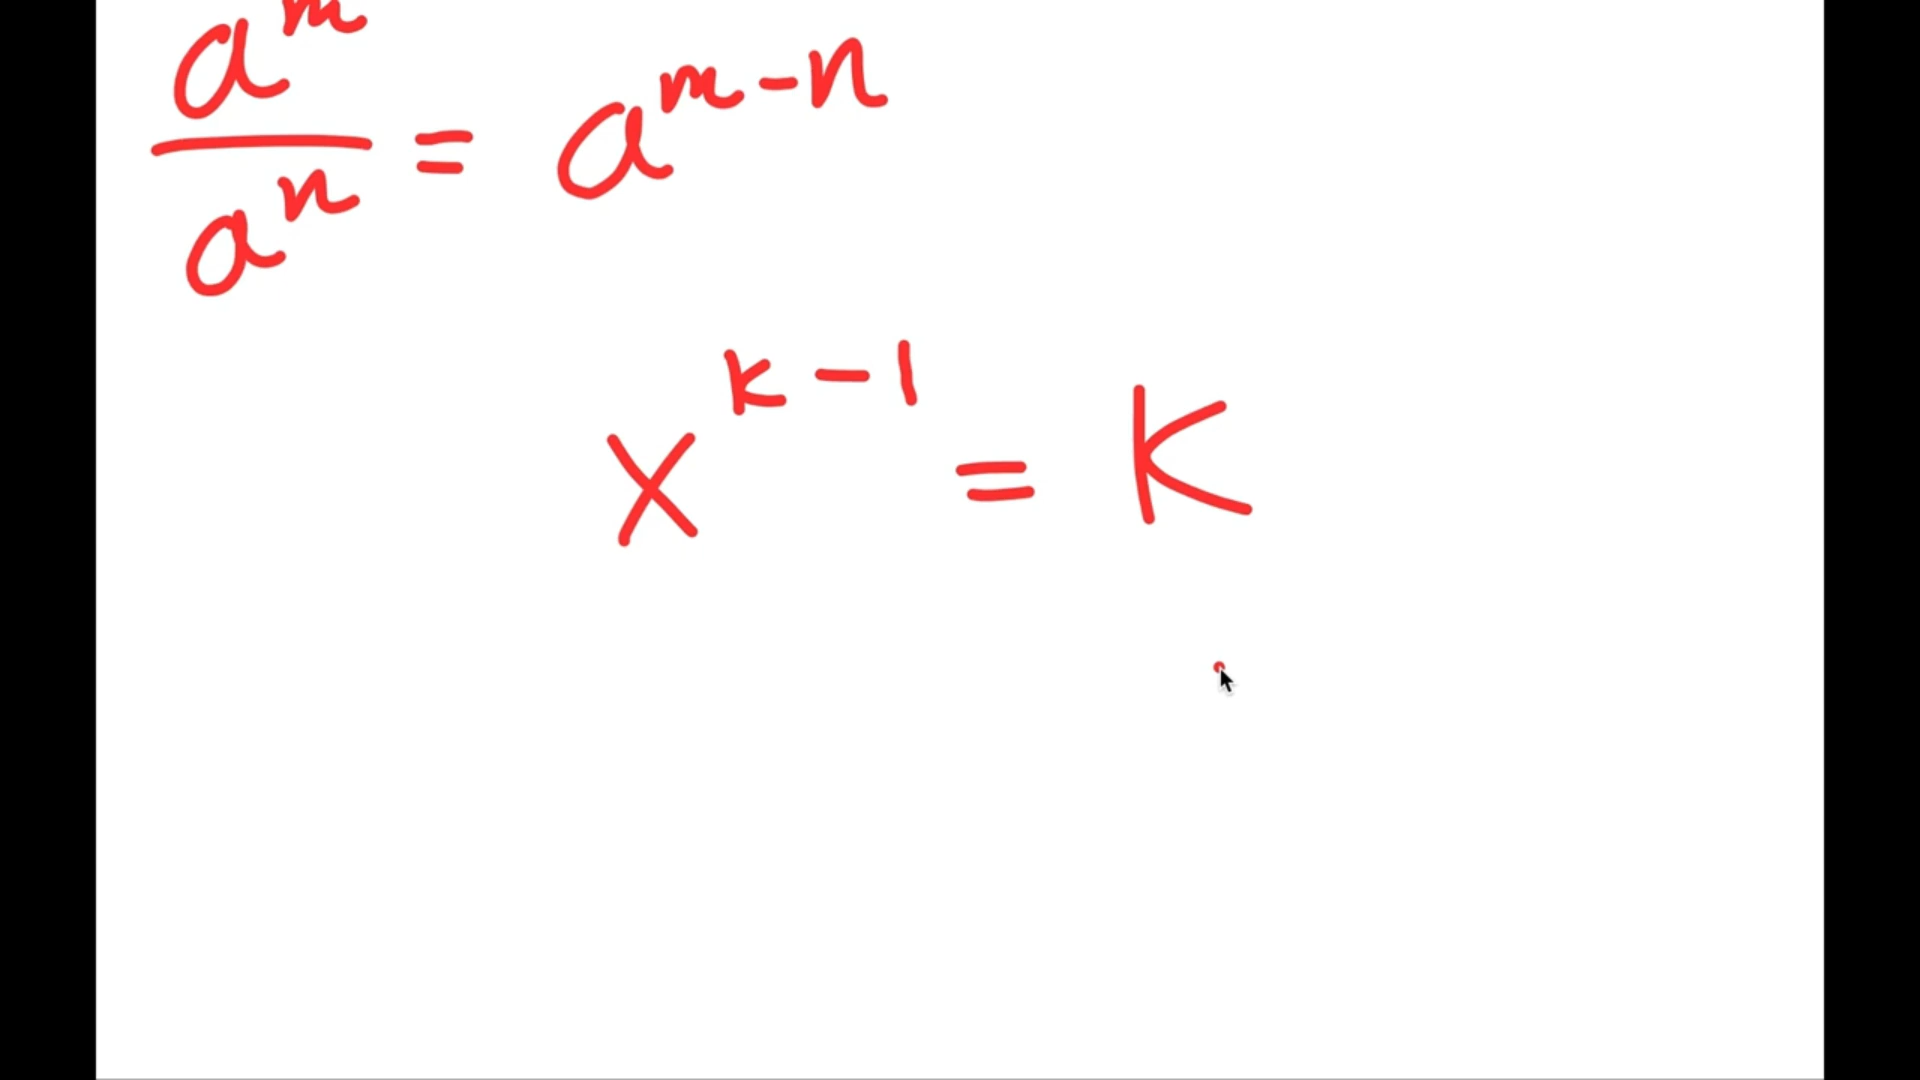 a^m/a^n = a^(m-n)
x^(k-1) = K